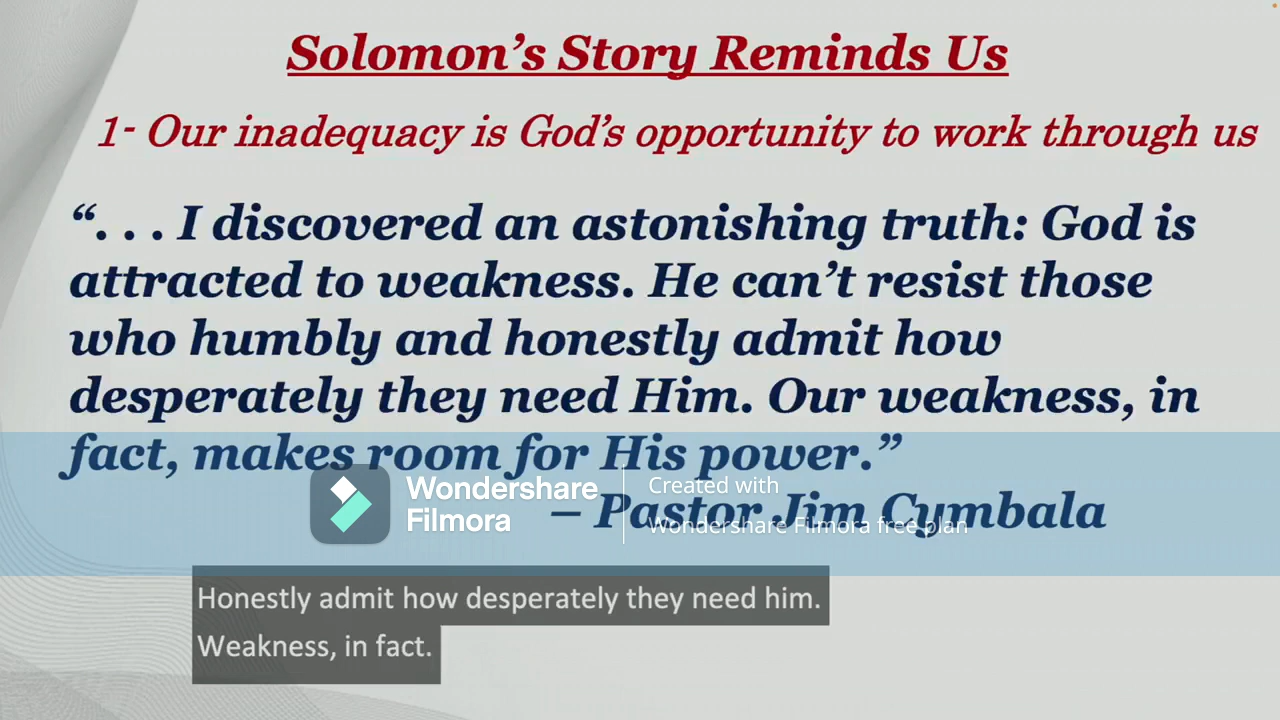 Solomon’s Story Reminds Us
1- Our inadequacy is God’s opportunity to work through us
“. . . I discovered an astonishing truth: God is
attracted to weakness. He can’t resist those
who humbly and honestly admit how
desperately they need Him. Our weakness, in
fact, makes room for His power.”
– Pastor Jim Cymbala
Wondershare
Filmora
Created with
Wondershare Filmora free plan
Honestly admit how desperately they need him.
Weakness, in fact.